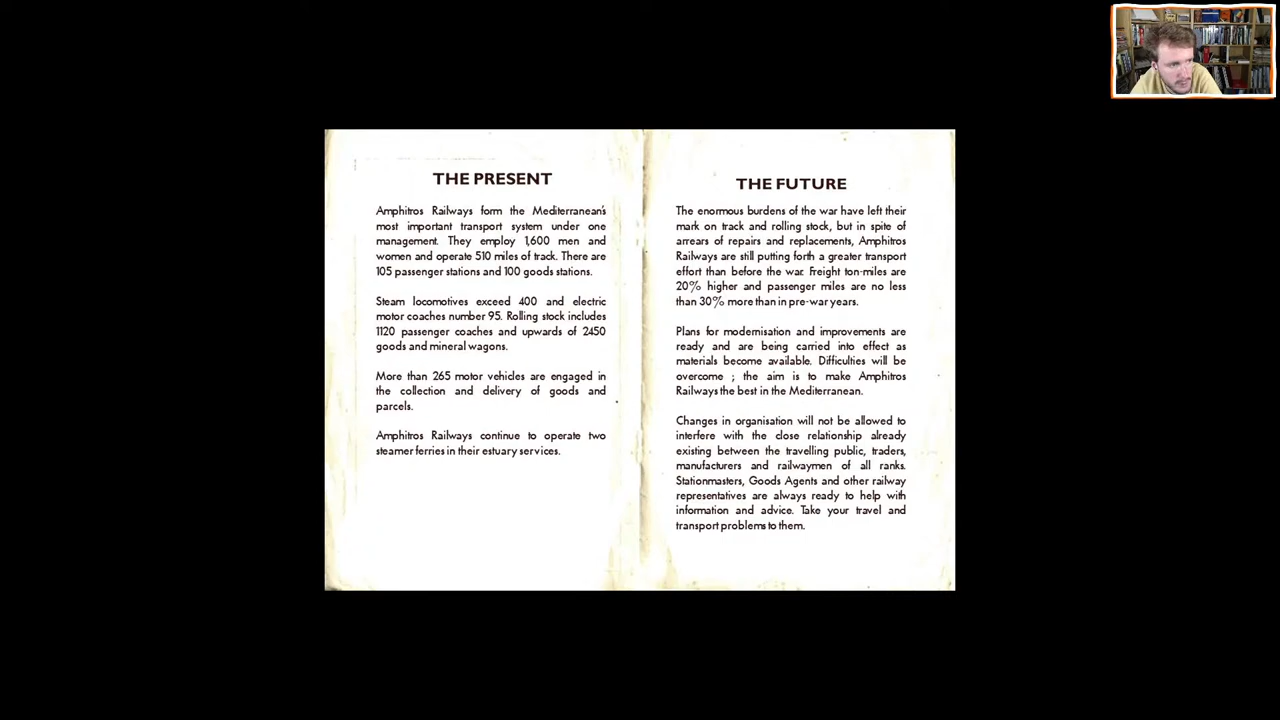 THE PRESENT
Amphitros Railways form the Mediterranean's
most important transport system under one
management. They employ 1,600 men and
women and operate 510 miles of track. There are
105 passenger stations and 100 goods stations.
Steam locomotives exceed 400 and electric
motor coaches number 95. Rolling stock includes
1120 passenger coaches and upwards of 2450
goods and mineral wagons.
More than 265 motor vehicles are engaged in
the collection and delivery of goods and
parcels.
Amphitros Railways continue to operate two
steamer ferries in their estuary services.
THE FUTURE
The enormous burdens of the war have left their
mark on track and rolling stock, but in spite of
arrears of repairs and replacements, Amphitros
Railways are still putting forth a greater transport
effort than before the war. Freight ton-miles are
20% higher and passenger miles are no less
than 30% more than in pre-war years.
Plans for modernisation and improvements are
ready and are being carried into effect as
materials become available. Difficulties will be
overcome ; the aim is to make Amphitros
Railways the best in the Mediterranean.
Changes in organisation will not be allowed to
interfere with the close relationship already
existing between the travelling public, traders,
manufacturers and railwaymen of all ranks.
Stationmasters, Goods Agents and other railway
representatives are always ready to help with
information and advice. Take your travel and
transport problems to them.